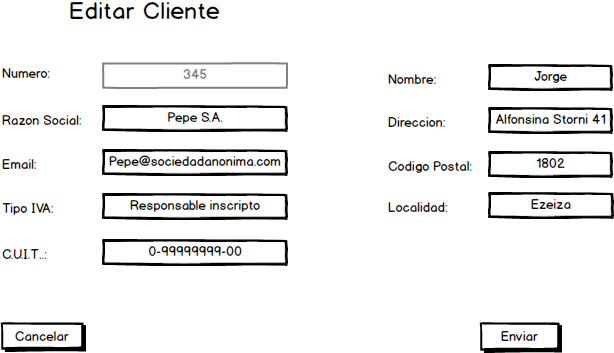 Editar Cliente
Numero: 345
Nombre: Jorge
Razon Social: Pepe S.A.
Direccion: Alfonsina Storni 41
Email: Pepe@sociedadanonima.com
Codigo Postal: 1802
Tipo IVA: Responsable inscripto
Localidad: Ezeiza
C.U.I.T..: 0-99999999-00
Cancelar
Enviar